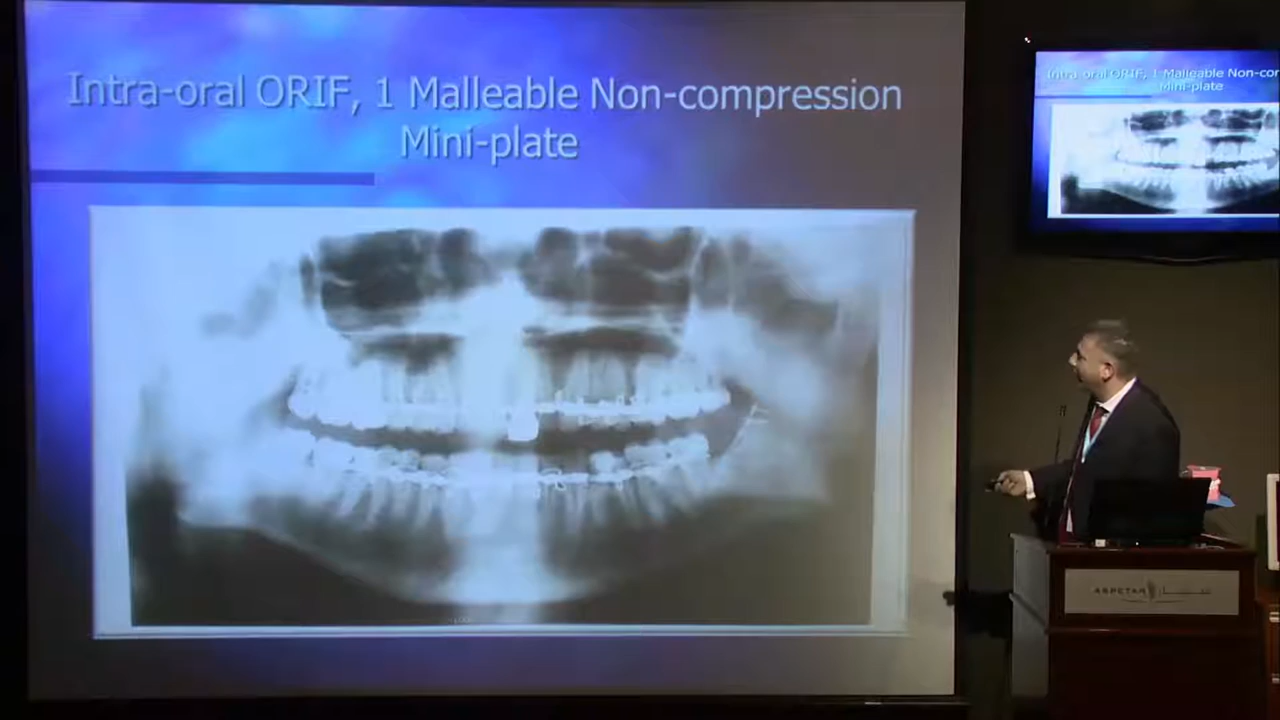 Intra-oral ORIF, 1 Malleable Non-compression
Mini-plate
Intra-oral ORIF, 1 Malleable Non-cor
Mini-plate
ASPETAR